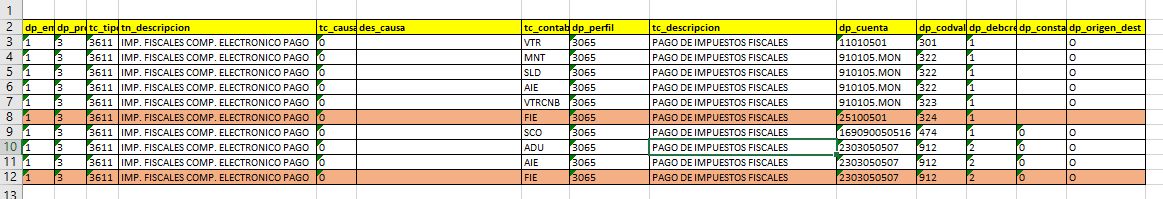 1
2 dp_em dp_pro tc_tipo tn_descripcion tc_causa des_causa tc_contab dp_perfil tc_descripcion dp_cuenta dp_codval dp_debcre dp_consta dp_origen_dest
3 1 3 3611 IMP. FISCALES COMP. ELECTRONICO PAGO 0 VTR 3065 PAGO DE IMPUESTOS FISCALES 11010501 301 1 O
4 1 3 3611 IMP. FISCALES COMP. ELECTRONICO PAGO 0 MNT 3065 PAGO DE IMPUESTOS FISCALES 910105.MON 322 1 O
5 1 3 3611 IMP. FISCALES COMP. ELECTRONICO PAGO 0 SLD 3065 PAGO DE IMPUESTOS FISCALES 910105.MON 322 1 O
6 1 3 3611 IMP. FISCALES COMP. ELECTRONICO PAGO 0 AIE 3065 PAGO DE IMPUESTOS FISCALES 910105.MON 322 1 O
7 1 3 3611 IMP. FISCALES COMP. ELECTRONICO PAGO 0 VTRCNB 3065 PAGO DE IMPUESTOS FISCALES 910105.MON 323 1 O
8 1 3 3611 IMP. FISCALES COMP. ELECTRONICO PAGO 0 FIE 3065 PAGO DE IMPUESTOS FISCALES 25100501 324 1
9 1 3 3611 IMP. FISCALES COMP. ELECTRONICO PAGO 0 SCO 3065 PAGO DE IMPUESTOS FISCALES 169090050516 474 1 0 O
10 1 3 3611 IMP. FISCALES COMP. ELECTRONICO PAGO 0 ADU 3065 PAGO DE IMPUESTOS FISCALES 2303050507 912 2 0 O
11 1 3 3611 IMP. FISCALES COMP. ELECTRONICO PAGO 0 AIE 3065 PAGO DE IMPUESTOS FISCALES 2303050507 912 2 0 O
12 1 3 3611 IMP. FISCALES COMP. ELECTRONICO PAGO 0 FIE 3065 PAGO DE IMPUESTOS FISCALES 2303050507 912 2 0 O
13